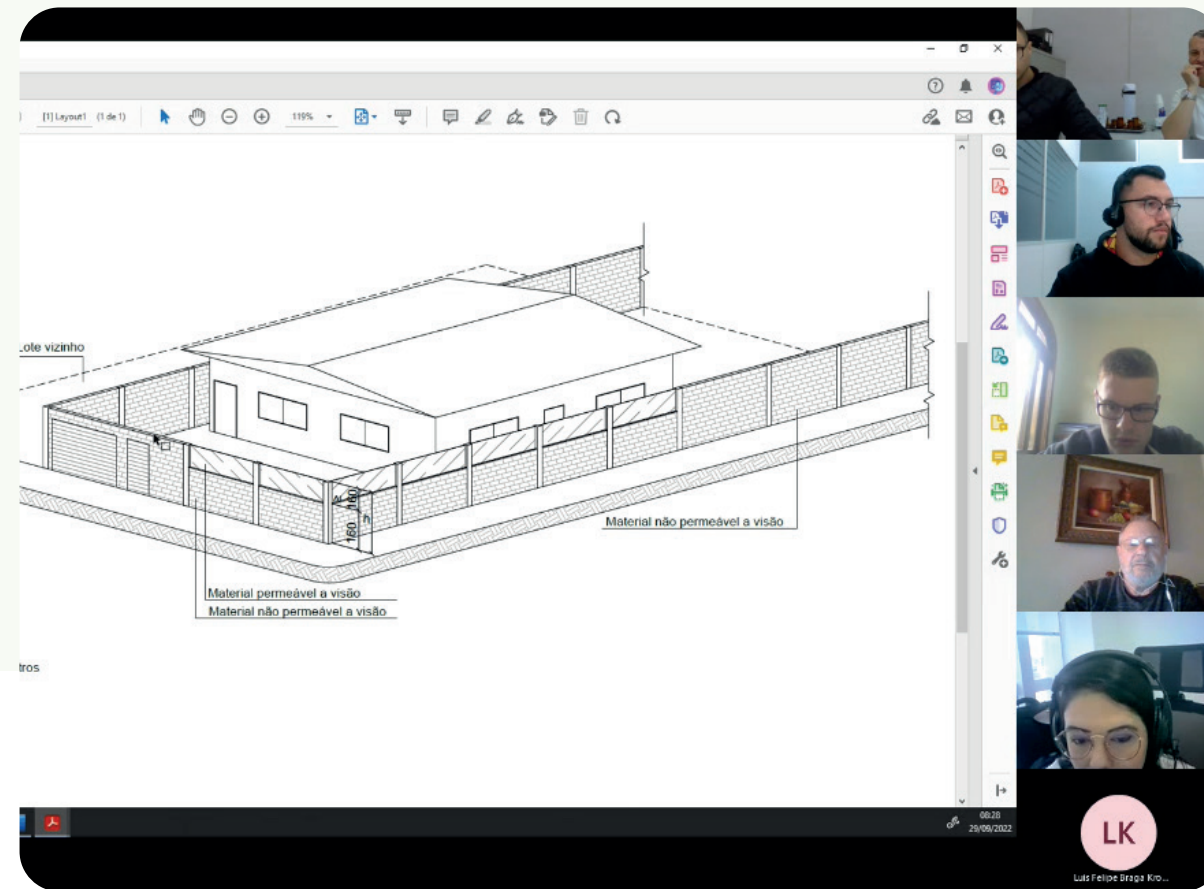 [1] Layout1 (1 de 1)
119%
Lote vizinho
160
160
h
Material não permeável a visão
Material permeável a visão
Material não permeável a visão
tros
08:28
29/09/2022
LK
Luis Felipe Braga Kro...